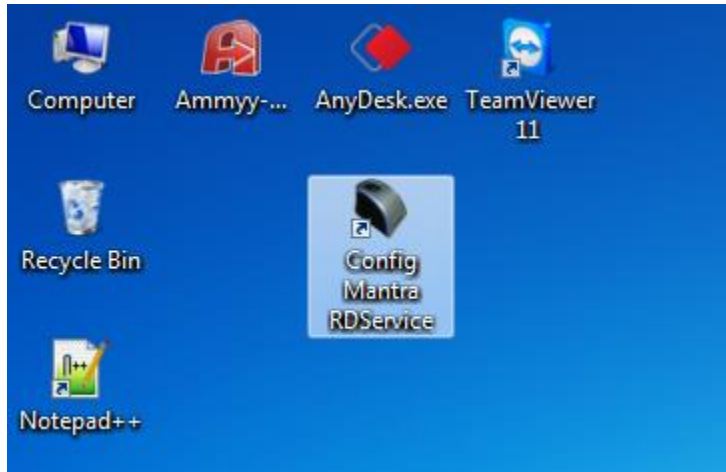 Computer
Ammyy-...
AnyDesk.exe
TeamViewer
11
Recycle Bin
Config
Mantra
RDService
Notepad++